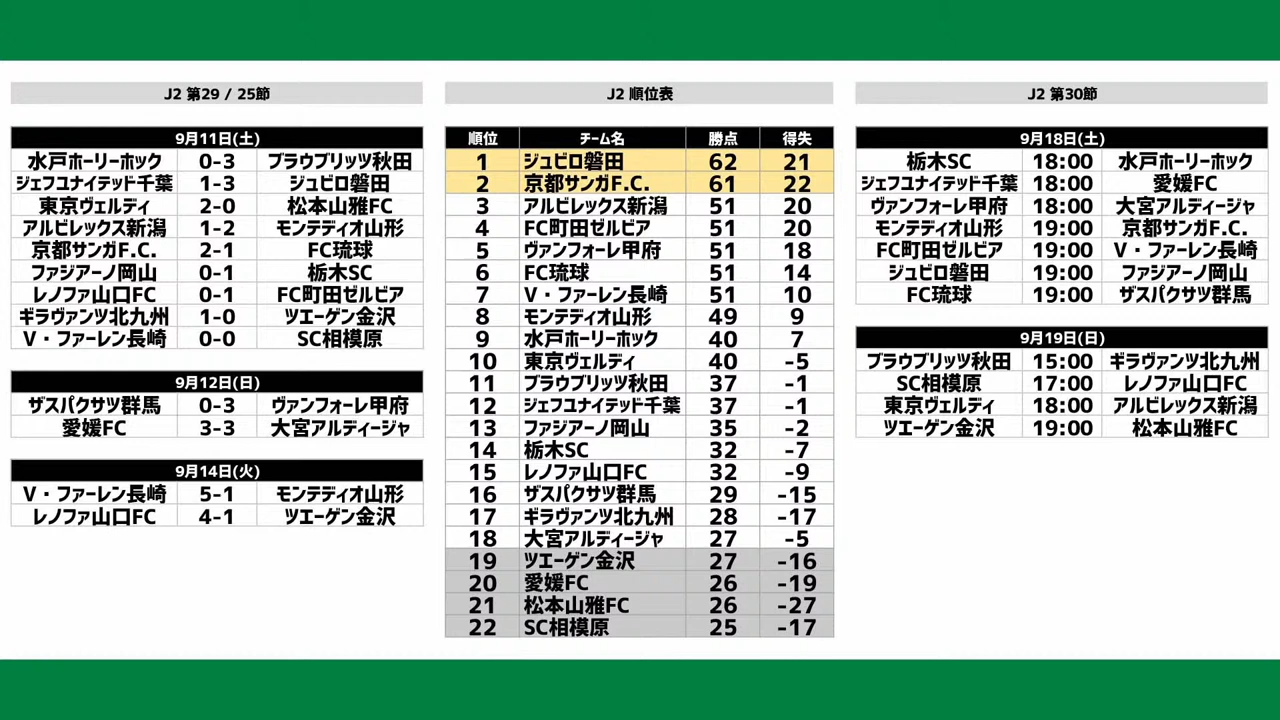 J2 第29 / 25節
9月11日(土)
水戸ホーリーホック 0-3 ブラウブリッツ秋田
ジェフユナイテッド千葉 1-3 ジュビロ磐田
東京ヴェルディ 2-0 松本山雅FC
アルビレックス新潟 1-2 モンテディオ山形
京都サンガF.C. 2-1 FC琉球
ファジアーノ岡山 0-1 栃木SC
レノファ山口FC 0-1 FC町田ゼルビア
ギラヴァンツ北九州 1-0 ツエーゲン金沢
V・ファーレン長崎 0-0 SC相模原
9月12日(日)
ザスパクサツ群馬 0-3 ヴァンフォーレ甲府
愛媛FC 3-3 大宮アルディージャ
9月14日(火)
V・ファーレン長崎 5-1 モンテディオ山形
レノファ山口FC 4-1 ツエーゲン金沢
J2 順位表
順位 チーム名 勝点 得失
1 ジュビロ磐田 62 21
2 京都サンガF.C. 61 22
3 アルビレックス新潟 51 20
4 FC町田ゼルビア 51 20
5 ヴァンフォーレ甲府 51 18
6 FC琉球 51 14
7 V・ファーレン長崎 51 10
8 モンテディオ山形 49 9
9 水戸ホーリーホック 40 7
10 東京ヴェルディ 40 -5
11 ブラウブリッツ秋田 37 -1
12 ジェフユナイテッド千葉 37 -1
13 ファジアーノ岡山 35 -2
14 栃木SC 32 -7
15 レノファ山口FC 32 -9
16 ザスパクサツ群馬 29 -15
17 ギラヴァンツ北九州 28 -17
18 大宮アルディージャ 27 -5
19 ツエーゲン金沢 27 -16
20 愛媛FC 26 -19
21 松本山雅FC 26 -27
22 SC相模原 25 -17
J2 第30節
9月18日(土)
栃木SC 18:00 水戸ホーリーホック
ジェフユナイテッド千葉 18:00 愛媛FC
ヴァンフォーレ甲府 18:00 大宮アルディージャ
モンテディオ山形 19:00 京都サンガF.C.
FC町田ゼルビア 19:00 V・ファーレン長崎
ジュビロ磐田 19:00 ファジアーノ岡山
FC琉球 19:00 ザスパクサツ群馬
9月19日(日)
ブラウブリッツ秋田 15:00 ギラヴァンツ北九州
SC相模原 17:00 レノファ山口FC
東京ヴェルディ 18:00 アルビレックス新潟
ツエーゲン金沢 19:00 松本山雅FC